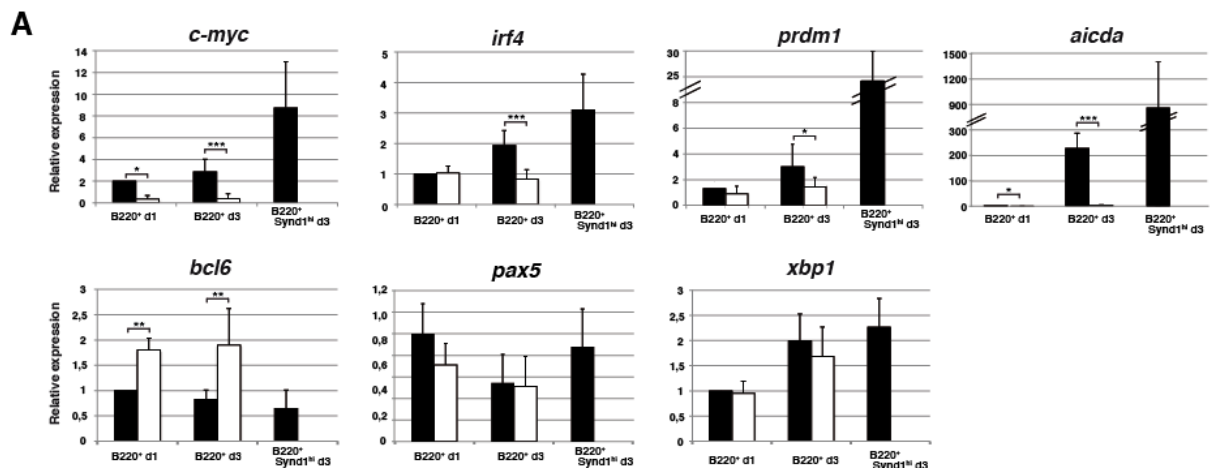 A
c-myc
Relative expression
14
12
10
8
6
4
2
0
*
***
B220⁺ d1
B220⁺ d3
B220⁺
Synd1ʰⁱ d3
irf4
5
4
3
2
1
0
***
B220⁺ d1
B220⁺ d3
B220⁺
Synd1ʰⁱ d3
prdm1
30
25
8
6
4
2
0
*
B220⁺ d1
B220⁺ d3
B220⁺
Synd1ʰⁱ d3
aicda
1500
1200
900
300
200
100
0
*
***
B220⁺ d1
B220⁺ d3
B220⁺
Synd1ʰⁱ d3
bcl6
Relative expression
3
2,5
2
1,5
1
0,5
0
**
**
B220⁺ d1
B220⁺ d3
B220⁺
Synd1ʰⁱ d3
pax5
1,2
1,0
0,8
0,6
0,4
0,2
0
B220⁺ d1
B220⁺ d3
B220⁺
Synd1ʰⁱ d3
xbp1
3
2,5
2
1,5
1
0,5
0
B220⁺ d1
B220⁺ d3
B220⁺
Synd1ʰⁱ d3